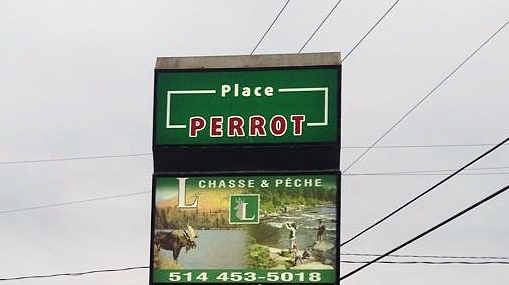 Place
PERROT
L CHASSE & PÊCHE
L
514 453-5018